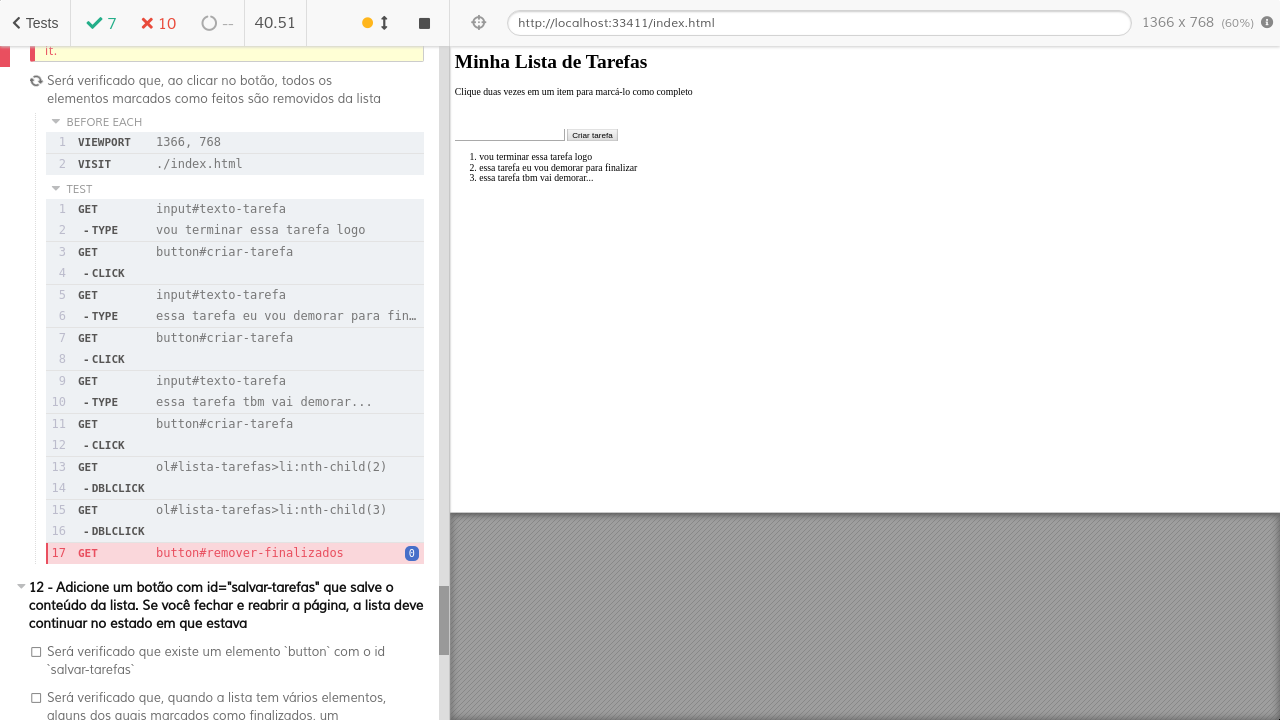 Tests
7
10
--
40.51
http://localhost:33411/index.html
1366 x 768 (60%)
it.
Será verificado que, ao clicar no botão, todos os
elementos marcados como feitos são removidos da lista
BEFORE EACH
1 VIEWPORT 1366, 768
2 VISIT ./index.html
TEST
1 GET input#texto-tarefa
2 - TYPE vou terminar essa tarefa logo
3 GET button#criar-tarefa
4 - CLICK
5 GET input#texto-tarefa
6 - TYPE essa tarefa eu vou demorar para fin…
7 GET button#criar-tarefa
8 - CLICK
9 GET input#texto-tarefa
10 - TYPE essa tarefa tbm vai demorar...
11 GET button#criar-tarefa
12 - CLICK
13 GET ol#lista-tarefas>li:nth-child(2)
14 - DBLCLICK
15 GET ol#lista-tarefas>li:nth-child(3)
16 - DBLCLICK
17 GET button#remover-finalizados 0
12 - Adicione um botão com id="salvar-tarefas" que salve o
conteúdo da lista. Se você fechar e reabrir a página, a lista deve
continuar no estado em que estava
Será verificado que existe um elemento `button` com o id
`salvar-tarefas`
Será verificado que, quando a lista tem vários elementos,
alguns dos quais marcados como finalizados, um
Minha Lista de Tarefas
Clique duas vezes em um item para marcá-lo como completo
Criar tarefa
1. vou terminar essa tarefa logo
2. essa tarefa eu vou demorar para finalizar
3. essa tarefa tbm vai demorar...